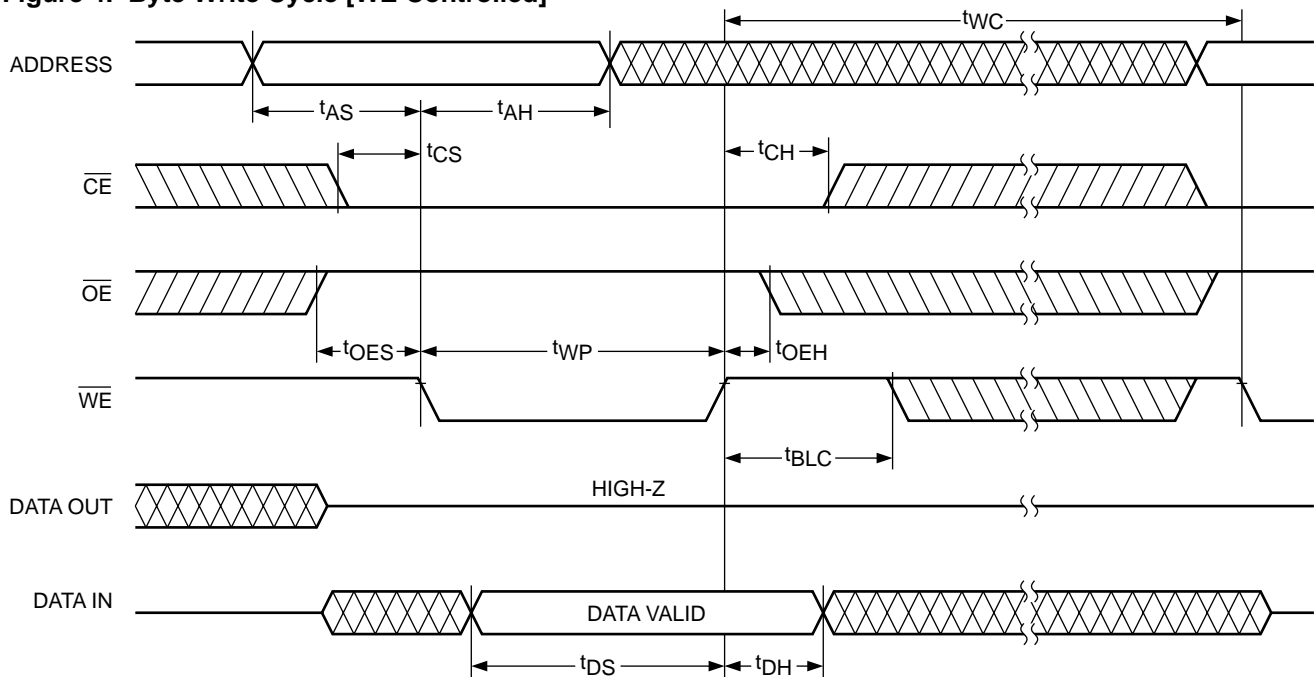 Figure 4. Byte Write Cycle [WE Controlled]
tWC
ADDRESS
tAS
tAH
tCS
tCH
CE
OE
tOES
tWP
tOEH
WE
tBLC
HIGH-Z
DATA OUT
DATA IN
DATA VALID
tDS
tDH